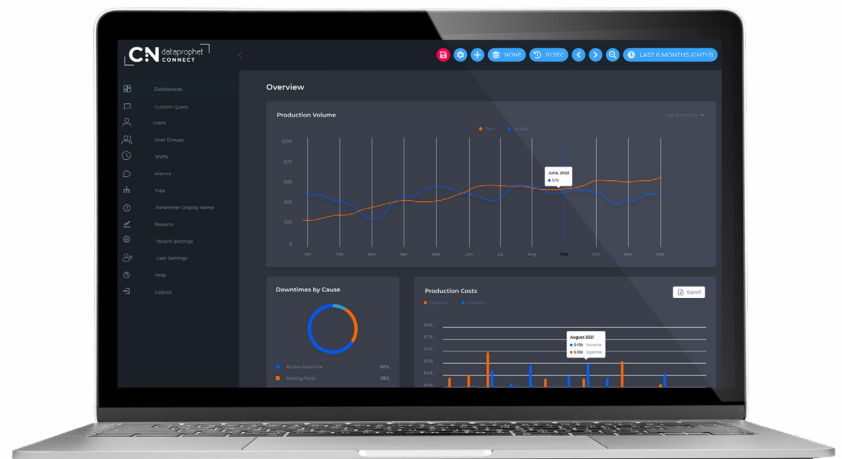 dataprophet
CN CONNECT
NONE
10 SEC
LAST 6 MONTHS (GMT+2)
Dashboards
Custom Query
Users
User Groups
Shifts
Alarms
Tree
Parameter Display Name
Reports
Tenant Settings
User Settings
Help
Logout
Overview
Production Volume
1000
800
600
400
200
0
June, 2022
Jan
Feb
Mar
Apr
May
Jun
Jul
Aug
Sep
Oct
Nov
Dec
Downtimes by Cause
Broken Machine
Missing Parts
Production Costs
Expense
Income
Export
August 2021
Income
Expense